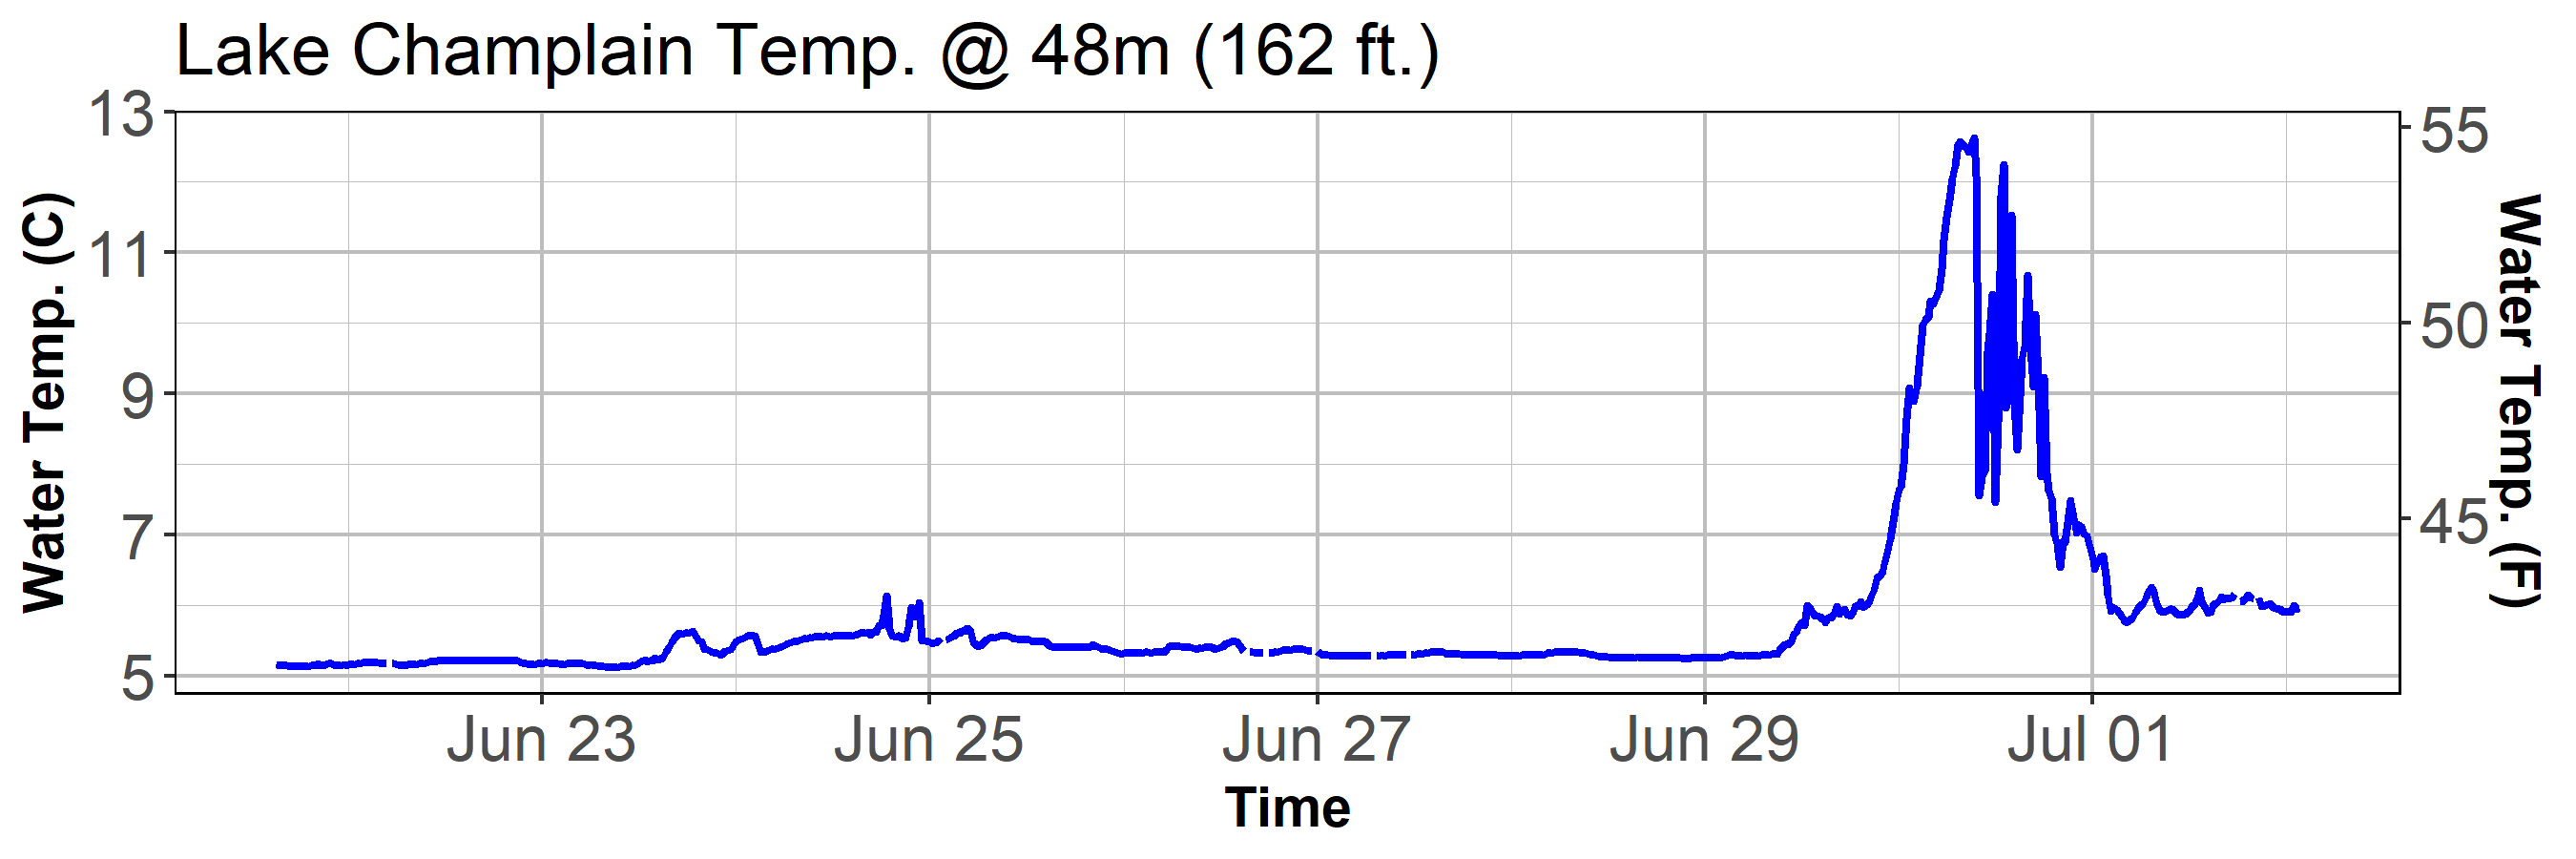 Lake Champlain Temp. @ 48m (162 ft.)
Water Temp. (C)
13
11
9
7
5
55
50
45
Water Temp. (F)
Jun 23
Jun 25
Jun 27
Jun 29
Jul 01
Time